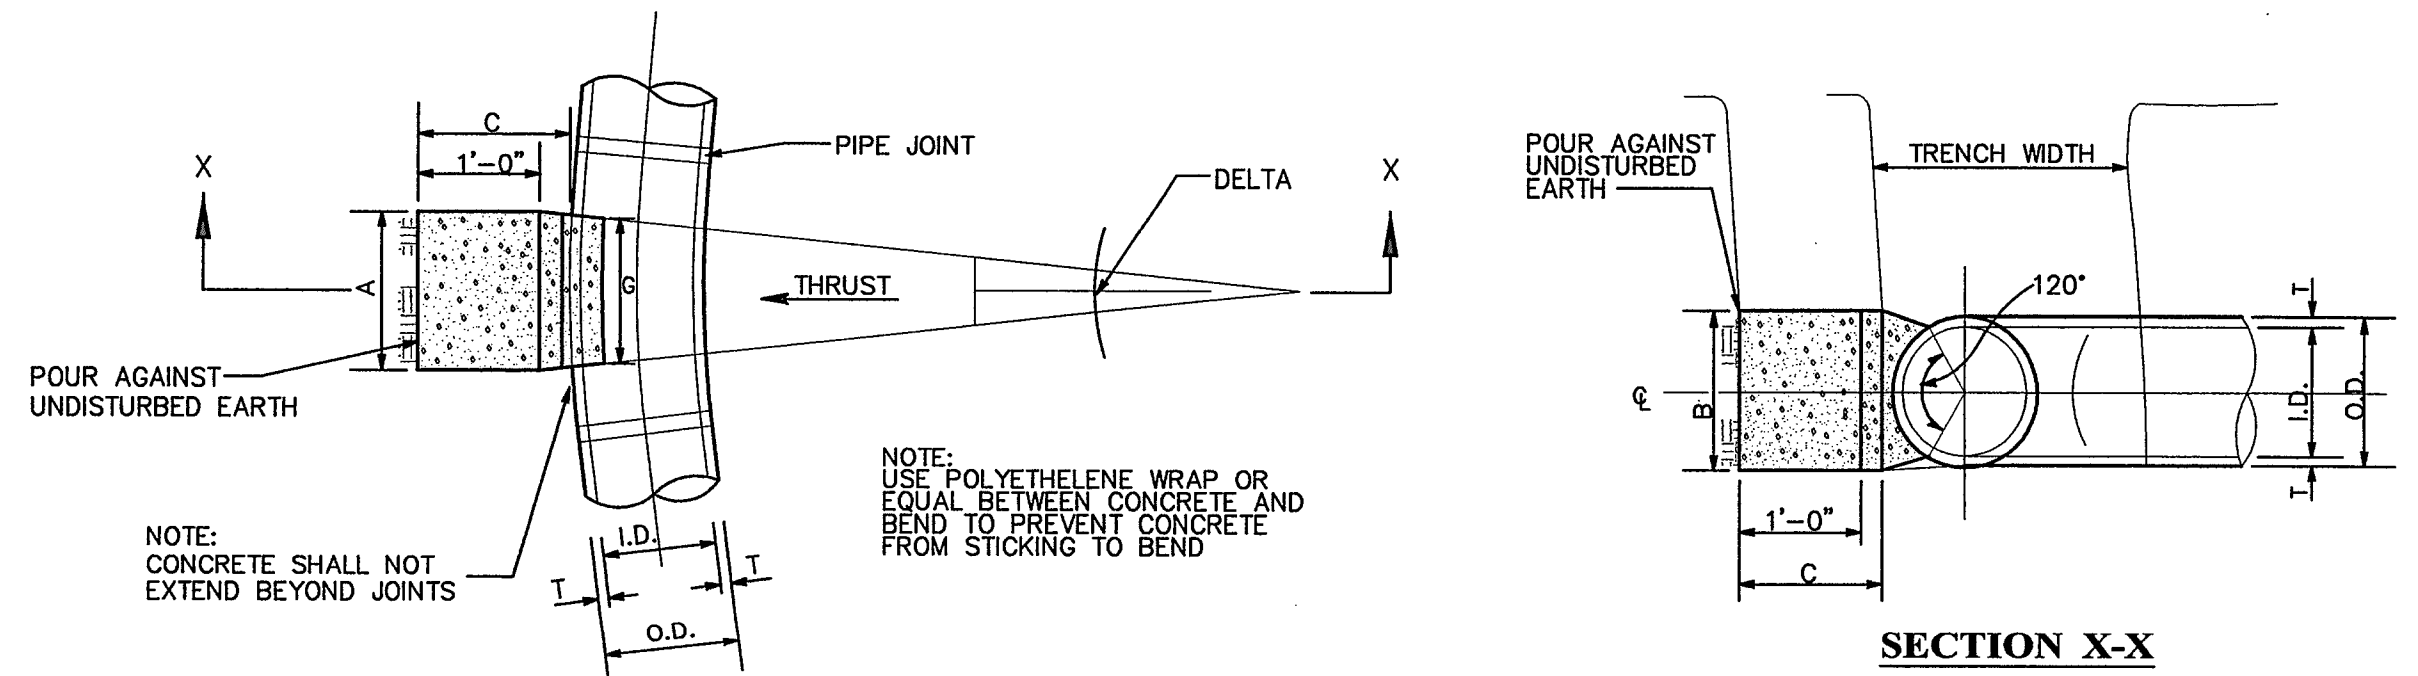 C
1'-0"
X
PIPE JOINT
DELTA
X
A
G
THRUST
POUR AGAINST
UNDISTURBED EARTH
NOTE:
CONCRETE SHALL NOT
EXTEND BEYOND JOINTS
I.D.
T
T
O.D.
NOTE:
USE POLYETHELENE WRAP OR
EQUAL BETWEEN CONCRETE AND
BEND TO PREVENT CONCRETE
FROM STICKING TO BEND
POUR AGAINST
UNDISTURBED
EARTH
TRENCH WIDTH
120°
T
℄
B
I.D.
O.D.
T
1'-0"
C
SECTION X-X